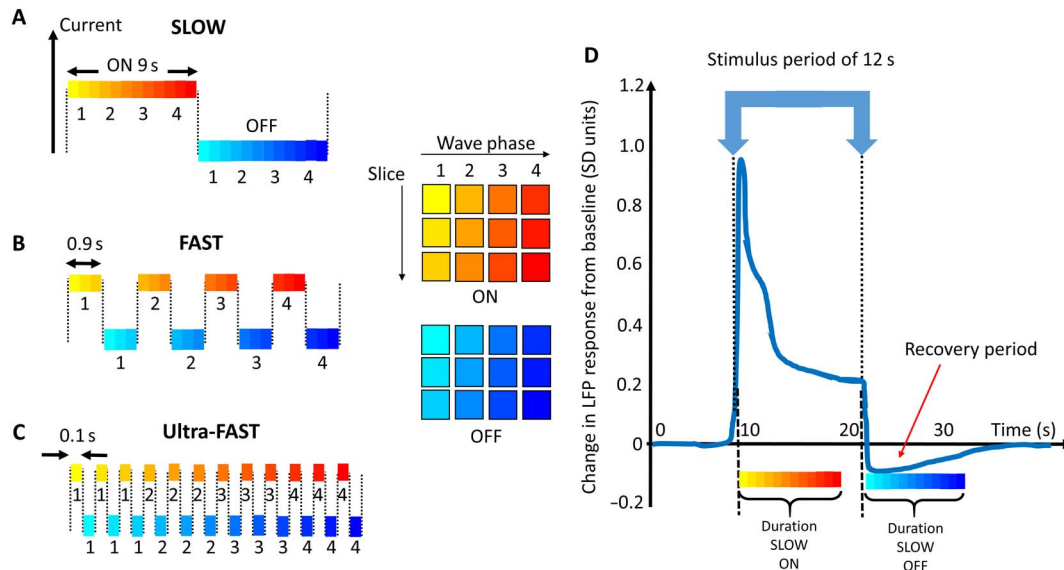 A
Current
SLOW
ON 9 s
1 2 3 4
OFF
1 2 3 4
B
0.9 s
FAST
1 2 3 4
1 2 3 4
C
Ultra-FAST
0.1 s
1 1 1 2 2 2 3 3 3 4 4 4
1 1 1 2 2 2 3 3 3 4 4 4
Wave phase
1 2 3 4
Slice
ON
OFF
D
Stimulus period of 12 s
Change in LFP response from baseline (SD units)
1.2
1.0
0.8
0.6
0.4
0.2
0
−0.2
0 10 20 30 Time (s)
Recovery period
Duration
SLOW
ON
Duration
SLOW
OFF